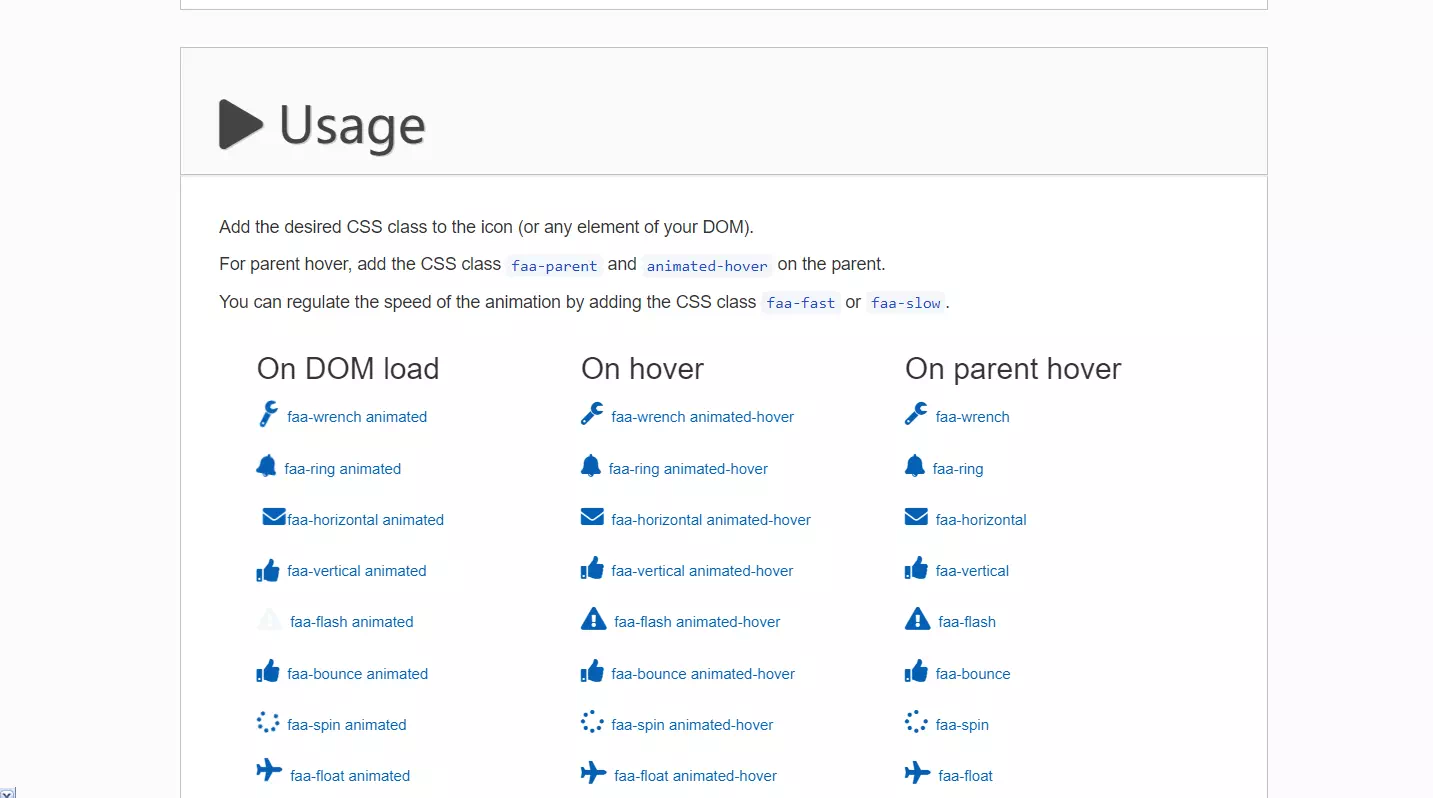 Usage
Add the desired CSS class to the icon (or any element of your DOM).
For parent hover, add the CSS class faa-parent and animated-hover on the parent.
You can regulate the speed of the animation by adding the CSS class faa-fast or faa-slow.
On DOM load On hover On parent hover
faa-wrench animated faa-wrench animated-hover faa-wrench
faa-ring animated faa-ring animated-hover faa-ring
faa-horizontal animated faa-horizontal animated-hover faa-horizontal
faa-vertical animated faa-vertical animated-hover faa-vertical
faa-flash animated faa-flash animated-hover faa-flash
faa-bounce animated faa-bounce animated-hover faa-bounce
faa-spin animated faa-spin animated-hover faa-spin
faa-float animated faa-float animated-hover faa-float